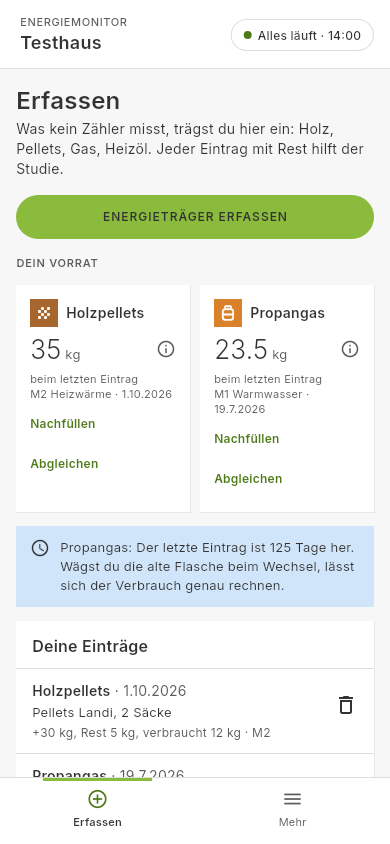 ENERGIEMONITOR
Testhaus
Alles läuft · 14:00
Erfassen
Was kein Zähler misst, trägst du hier ein: Holz,
Pellets, Gas, Heizöl. Jeder Eintrag mit Rest hilft der
Studie.
ENERGIETRÄGER ERFASSEN
DEIN VORRAT
Holzpellets
35 kg
beim letzten Eintrag
M2 Heizwärme · 1.10.2026
Nachfüllen
Abgleichen
Propangas
23.5 kg
beim letzten Eintrag
M1 Warmwasser ·
19.7.2026
Nachfüllen
Abgleichen
Propangas: Der letzte Eintrag ist 125 Tage her.
Wägst du die alte Flasche beim Wechsel, lässt
sich der Verbrauch genau rechnen.
Deine Einträge
Holzpellets · 1.10.2026
Pellets Landi, 2 Säcke
+30 kg, Rest 5 kg, verbraucht 12 kg · M2
Propangas · 19.7.2026
Erfassen
Mehr